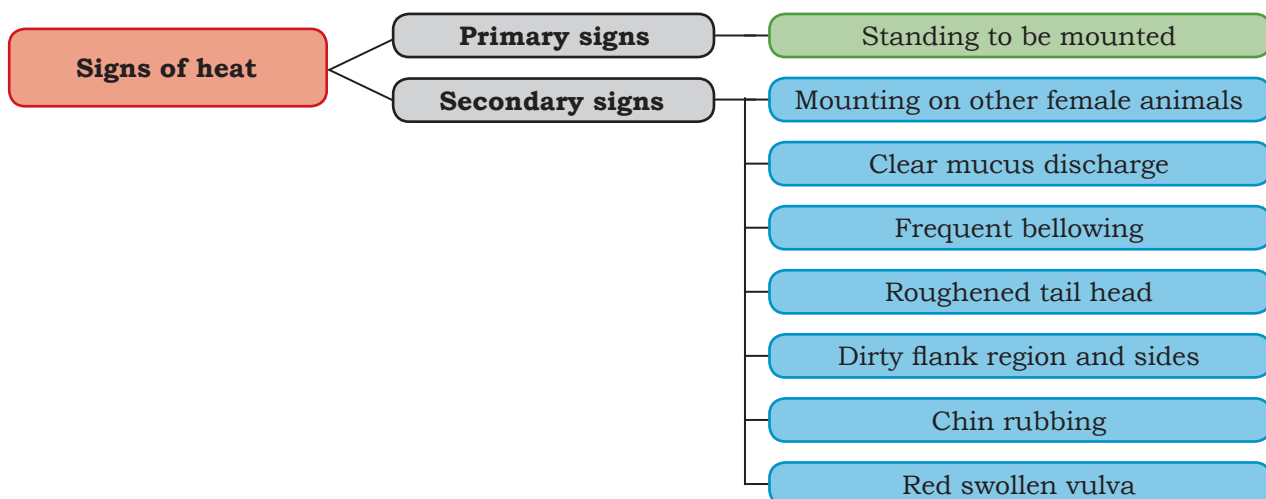 Signs of heat
Primary signs
Standing to be mounted
Secondary signs
Mounting on other female animals
Clear mucus discharge
Frequent bellowing
Roughened tail head
Dirty flank region and sides
Chin rubbing
Red swollen vulva